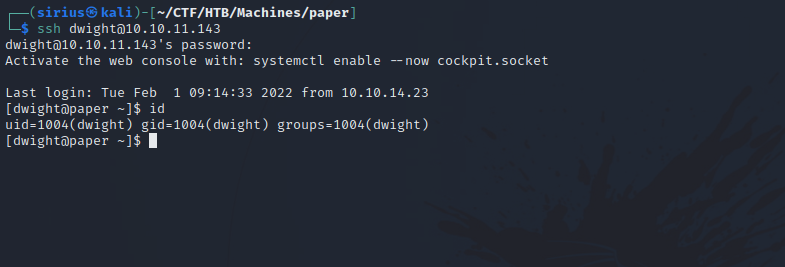 ┌──(sirius㉿kali)-[~/CTF/HTB/Machines/paper]
└─$ ssh dwight@10.10.11.143
dwight@10.10.11.143's password:
Activate the web console with: systemctl enable --now cockpit.socket
Last login: Tue Feb  1 09:14:33 2022 from 10.10.14.23
[dwight@paper ~]$ id
uid=1004(dwight) gid=1004(dwight) groups=1004(dwight)
[dwight@paper ~]$